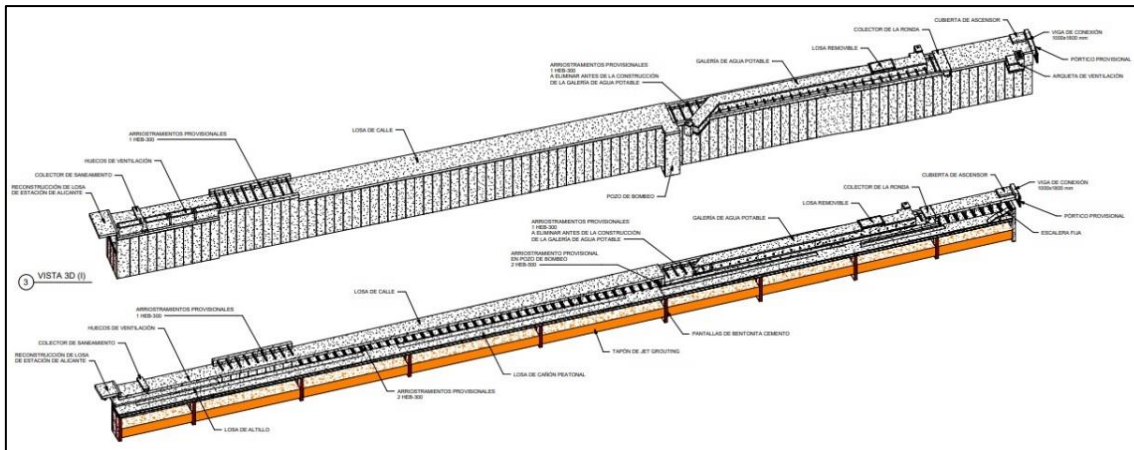 CUBIERTA DE ASCENSOR
VIGA DE CONEXIÓN
1000x1800 mm
COLECTOR DE LA RONDA
LOSA REMOVIBLE
PÓRTICO PROVISIONAL
GALERÍA DE AGUA POTABLE
ARRIOSTRAMIENTOS PROVISIONALES
1 HEB-300
A ELIMINAR ANTES DE LA CONSTRUCCIÓN
DE LA GALERÍA DE AGUA POTABLE
ARQUETA DE VENTILACIÓN
LOSA DE CALLE
ARRIOSTRAMIENTOS PROVISIONALES
1 HEB-300
HUECOS DE VENTILACIÓN
COLECTOR DE SANEAMIENTO
RECONSTRUCCIÓN DE LOSA
DE ESTACIÓN DE ALICANTE
POZO DE BOMBEO
3 VISTA 3D (I)
CUBIERTA DE ASCENSOR
VIGA DE CONEXIÓN
1000x1800 mm
COLECTOR DE LA RONDA
LOSA REMOVIBLE
PÓRTICO PROVISIONAL
GALERÍA DE AGUA POTABLE
ESCALERA FIJA
ARRIOSTRAMIENTOS PROVISIONALES
1 HEB-300
A ELIMINAR ANTES DE LA CONSTRUCCIÓN
DE LA GALERÍA DE AGUA POTABLE
ARRIOSTRAMIENTO PROVISIONAL
EN POZO DE BOMBEO
2 HEB-300
LOSA DE CALLE
ARRIOSTRAMIENTOS PROVISIONALES
1 HEB-300
HUECOS DE VENTILACIÓN
COLECTOR DE SANEAMIENTO
RECONSTRUCCIÓN DE LOSA
DE ESTACIÓN DE ALICANTE
PANTALLAS DE BENTONITA CEMENTO
TAPÓN DE JET GROUTING
LOSA DE CAÑÓN PEATONAL
ARRIOSTRAMIENTOS PROVISIONALES
2 HEB-300
LOSA DE ALTILLO